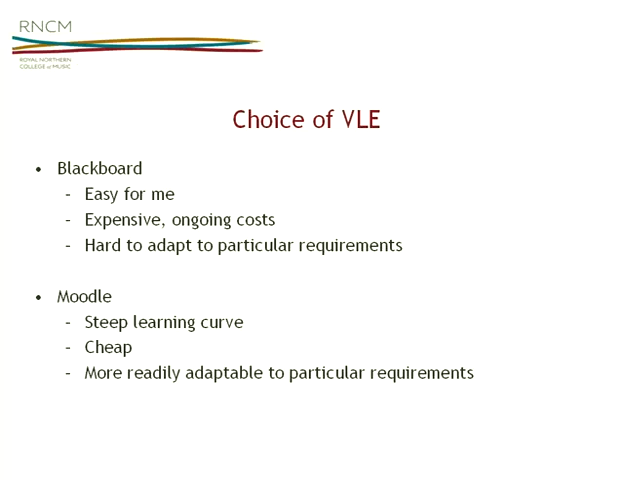 RNCM
ROYAL NORTHERN
COLLEGE of MUSIC
Choice of VLE
• Blackboard
– Easy for me
– Expensive, ongoing costs
– Hard to adapt to particular requirements
• Moodle
– Steep learning curve
– Cheap
– More readily adaptable to particular requirements